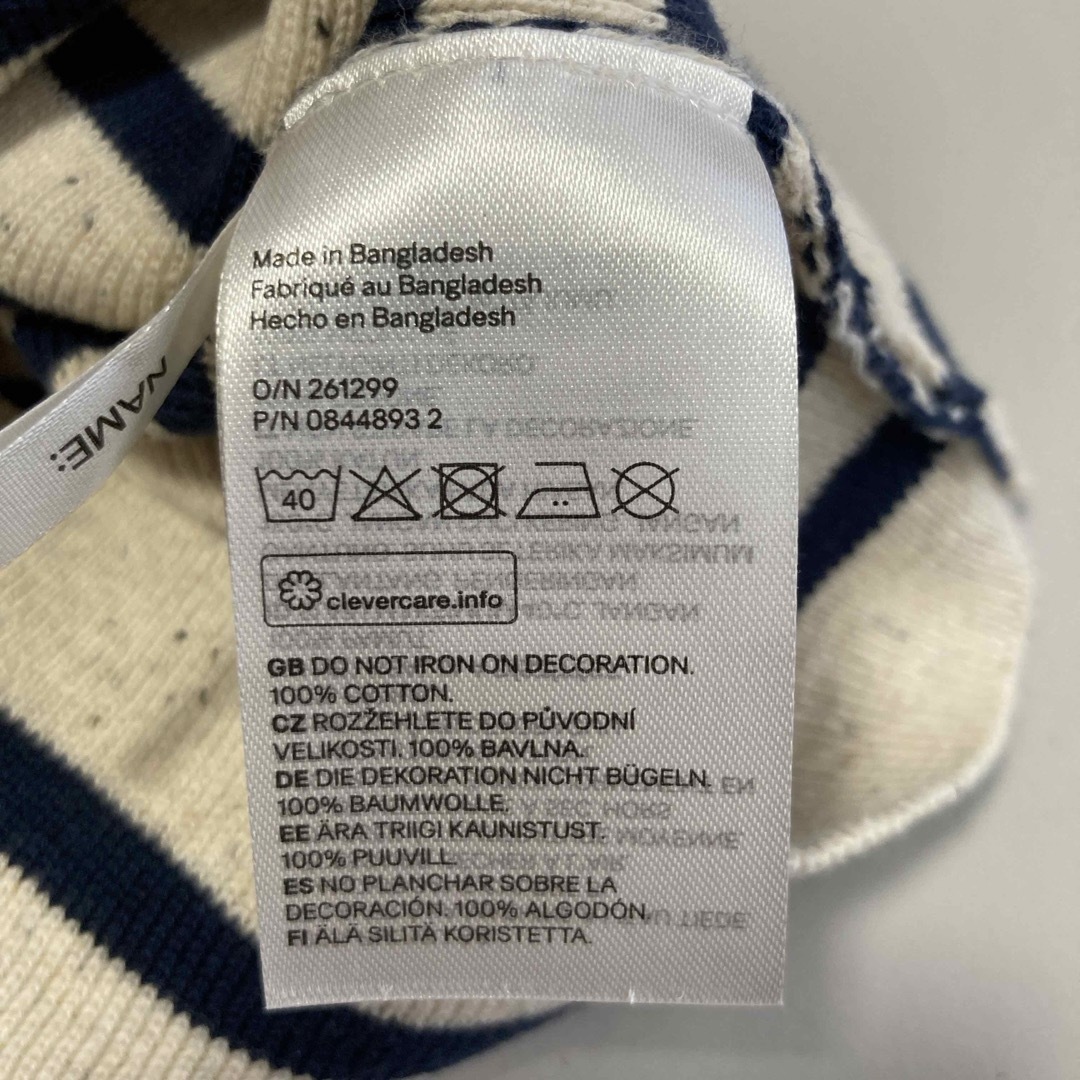 Made in Bangladesh
Fabriqué au Bangladesh
Hecho en Bangladesh
O/N 261299
P/N 0844893 2
40
clevercare.info
GB DO NOT IRON ON DECORATION.
100% COTTON.
CZ ROZŽEHLETE DO PŮVODNÍ
VELIKOSTI. 100% BAVLNA.
DE DIE DEKORATION NICHT BÜGELN.
100% BAUMWOLLE.
EE ÄRA TRIIGI KAUNISTUST.
100% PUUVILL.
ES NO PLANCHAR SOBRE LA
DECORACIÓN. 100% ALGODÓN.
FI ÄLÄ SILITÄ KORISTETTA.
NAME: